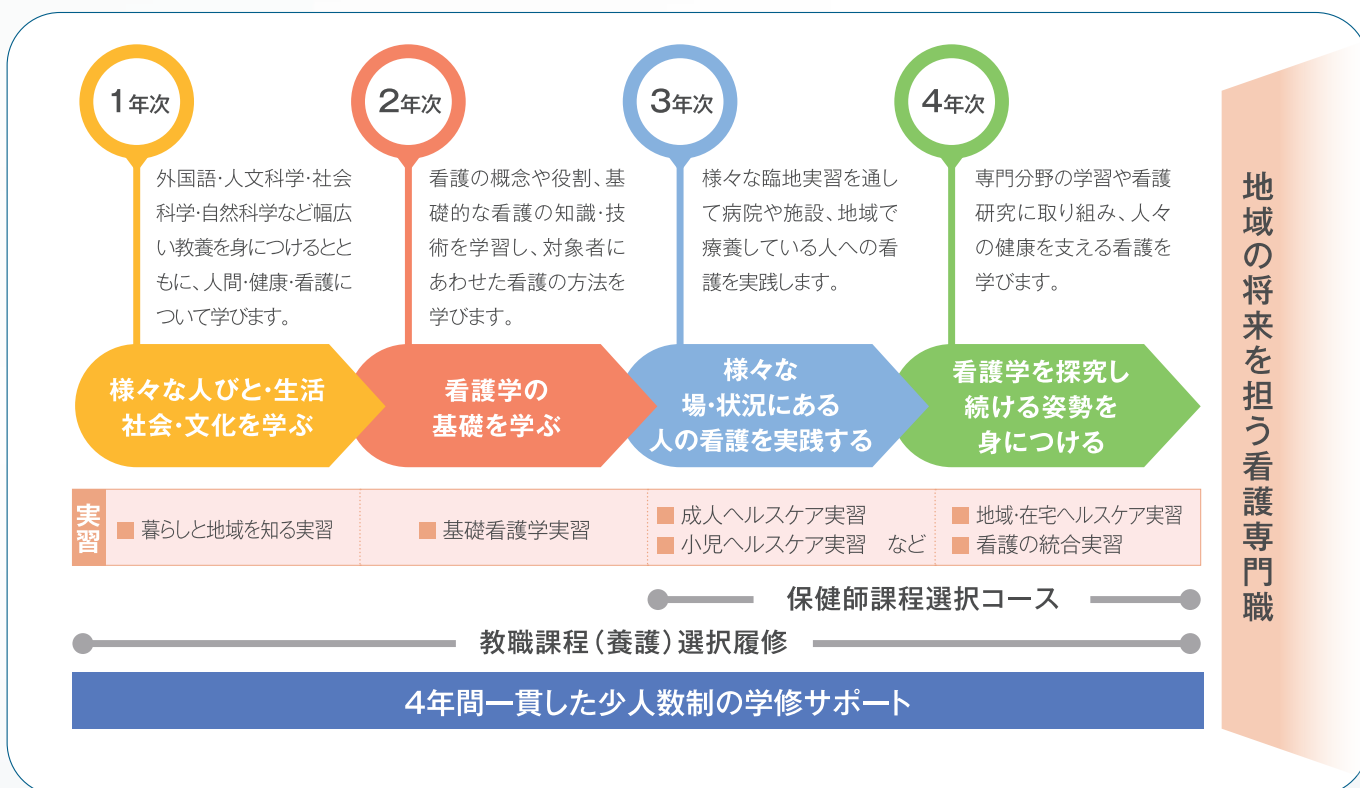 1年次
外国語・人文科学・社会
科学・自然科学など幅広
い教養を身につけるとと
もに、人間・健康・看護に
ついて学びます。
様々な人びと・生活
社会・文化を学ぶ
2年次
看護の概念や役割、基
礎的な看護の知識・技
術を学習し、対象者に
あわせた看護の方法を
学びます。
看護学の
基礎を学ぶ
3年次
様々な臨地実習を通し
て病院や施設、地域で
療養している人への看
護を実践します。
様々な
場・状況にある
人の看護を実践する
4年次
専門分野の学習や看護
研究に取り組み、人々
の健康を支える看護を
学びます。
看護学を探究し
続ける姿勢を
身につける
実習
■ 暮らしと地域を知る実習
■ 基礎看護学実習
■ 成人ヘルスケア実習
■ 小児ヘルスケア実習　など
■ 地域・在宅ヘルスケア実習
■ 看護の統合実習
保健師課程選択コース
教職課程（養護）選択履修
4年間一貫した少人数制の学修サポート
地域の将来を担う看護専門職